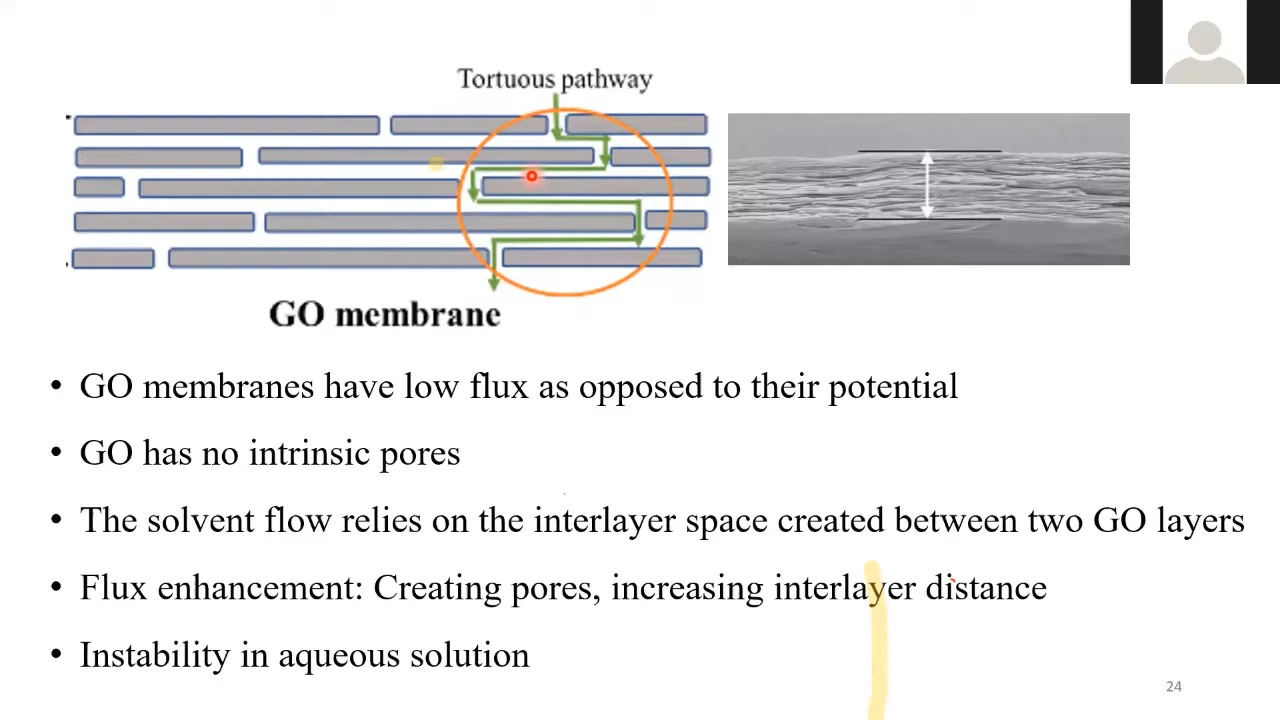 Tortuous pathway
GO membrane
• GO membranes have low flux as opposed to their potential
• GO has no intrinsic pores
• The solvent flow relies on the interlayer space created between two GO layers
• Flux enhancement: Creating pores, increasing interlayer distance
• Instability in aqueous solution
24